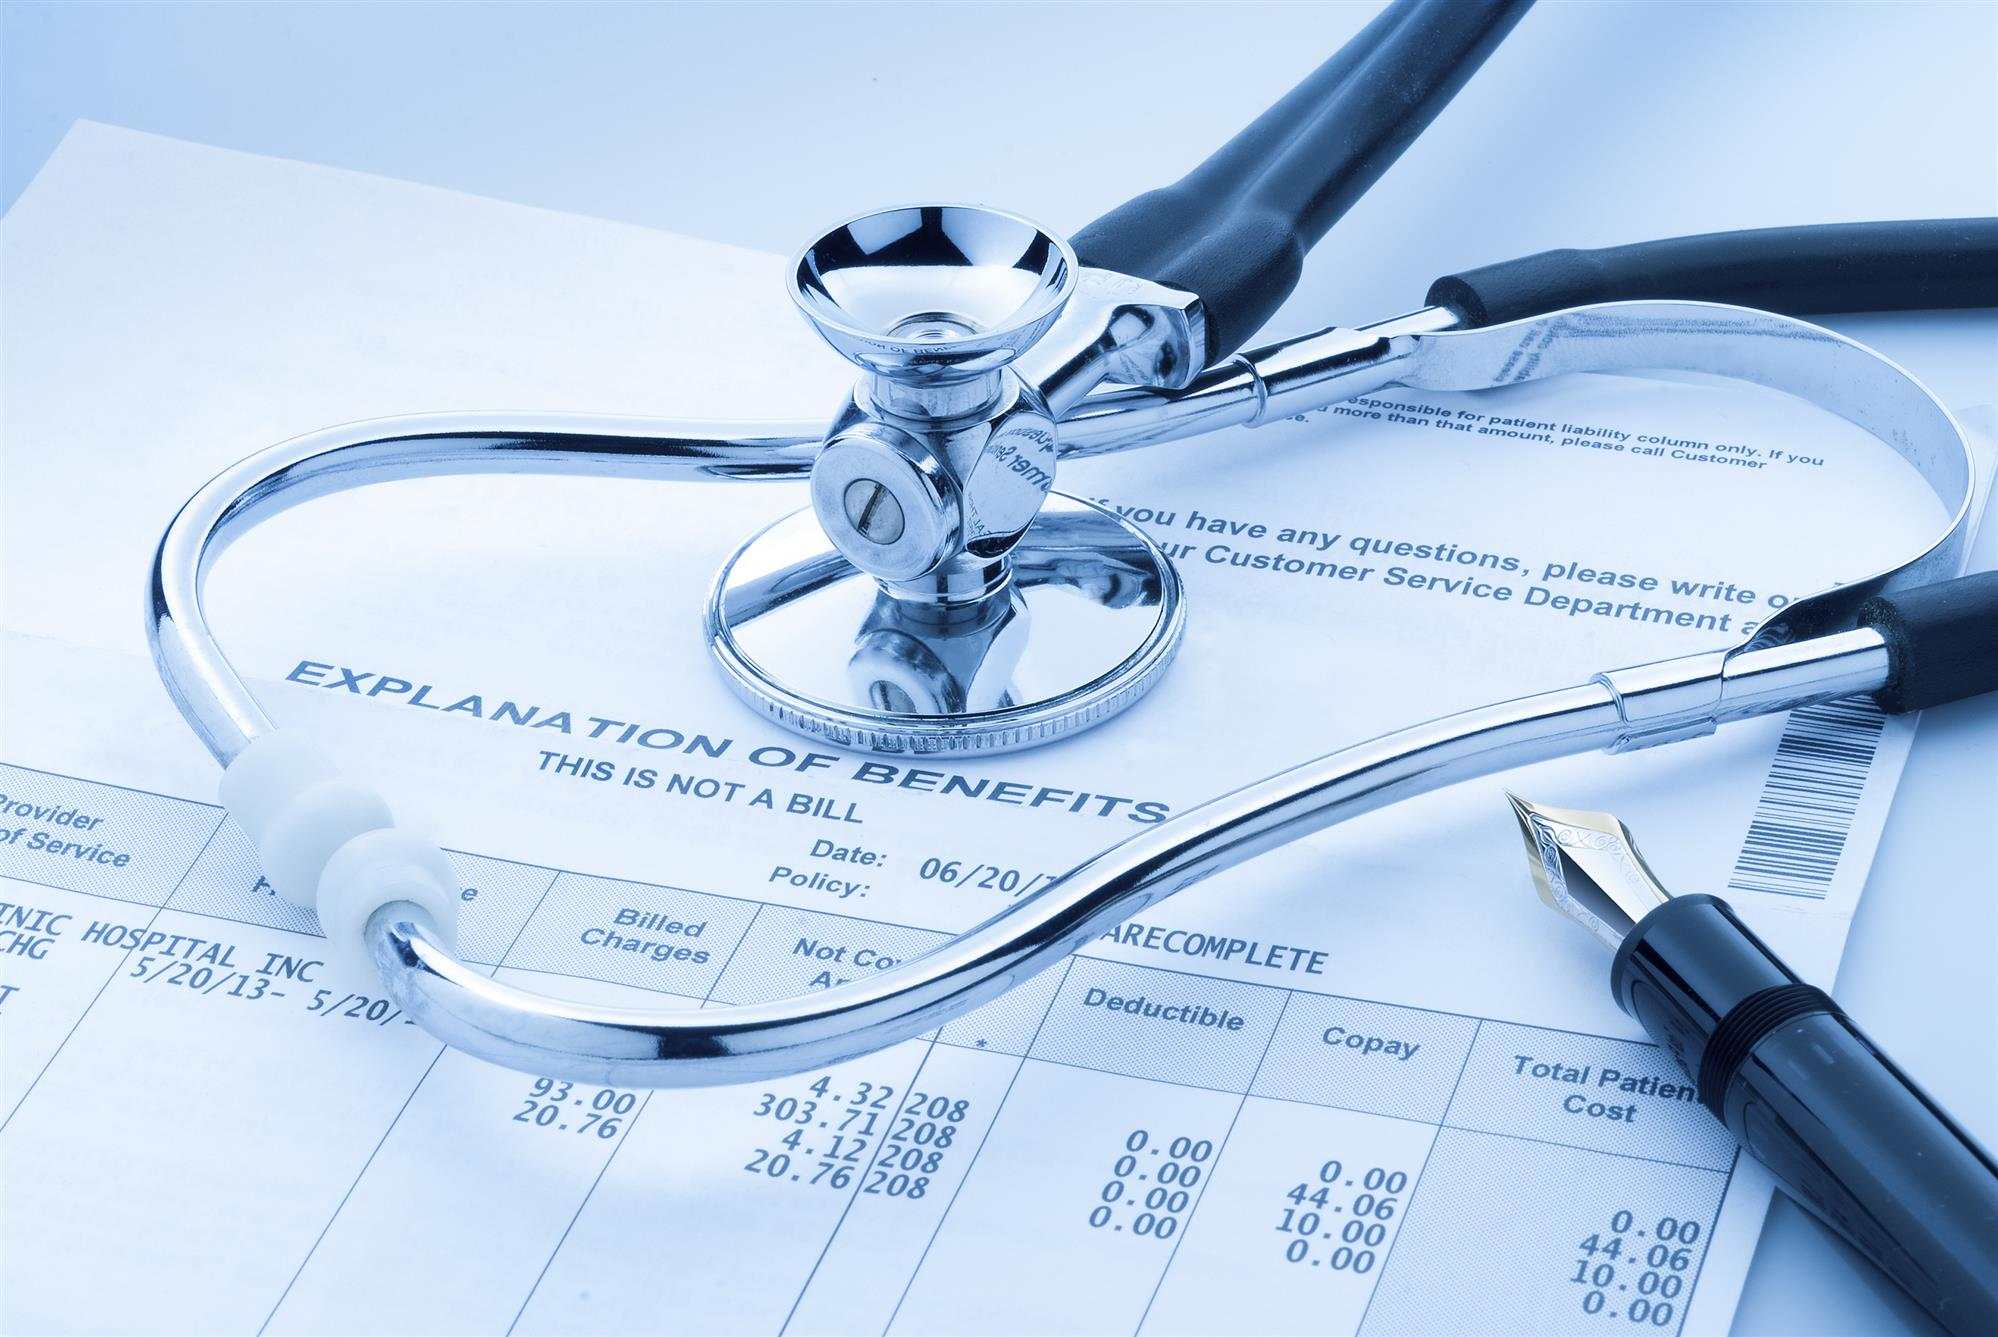 responsible for patient liability column only. If you
more than that amount, please call Customer
If you have any questions, please write
Customer Service Department
EXPLANATION OF BENEFITS
THIS IS NOT A BILL
Date: 06/20/
Policy:
ARECOMPLETE
Provider
of Service
Billed
Charges
Not
Deductible
Copay
Total Patient
Cost
*
INIC HOSPITAL INC
CHG
5/20/13- 5/20/
4.32 208
93.00 303.71 208
20.76 4.12 208
20.76 208
0.00 0.00 0.00
0.00 44.06 44.06
0.00 10.00 10.00
0.00 0.00 0.00